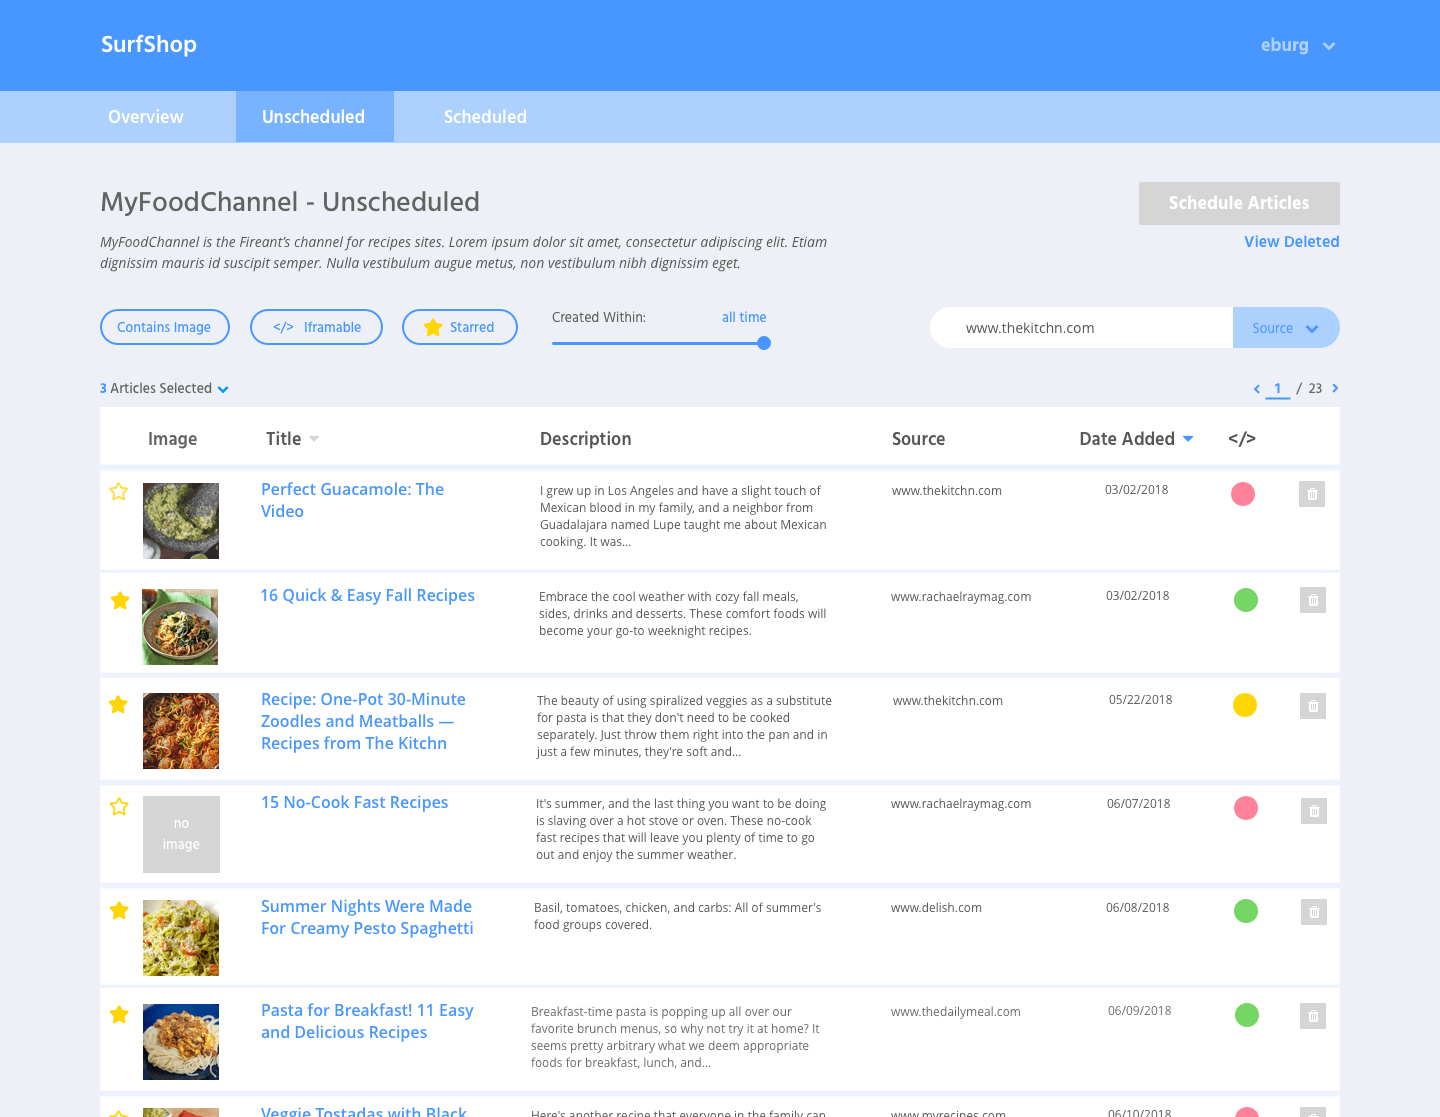 SurfShop
eburg
Overview
Unscheduled
Scheduled
MyFoodChannel - Unscheduled
Schedule Articles
MyFoodChannel is the Fireant’s channel for recipes sites. Lorem ipsum dolor sit amet, consectetur adipiscing elit. Etiam
dignissim mauris id suscipit semper. Nulla vestibulum augue metus, non vestibulum nibh dignissim eget.
View Deleted
Contains Image
</> Iframable
Starred
Created Within:
all time
www.thekitchn.com
Source
3 Articles Selected
< 1 / 23 >
Image
Title
Description
Source
Date Added
</>
Perfect Guacamole: The
Video
I grew up in Los Angeles and have a slight touch of
Mexican blood in my family, and a neighbor from
Guadalajara named Lupe taught me about Mexican
cooking. It was...
www.thekitchn.com
03/02/2018
16 Quick & Easy Fall Recipes
Embrace the cool weather with cozy fall meals,
sides, drinks and desserts. These comfort foods will
become your go-to weeknight recipes.
www.rachaelraymag.com
03/02/2018
Recipe: One-Pot 30-Minute
Zoodles and Meatballs —
Recipes from The Kitchn
The beauty of using spiralized veggies as a substitute
for pasta is that they don't need to be cooked
separately. Just throw them right into the pan and in
just a few minutes, they're soft and...
www.thekitchn.com
05/22/2018
no
image
15 No-Cook Fast Recipes
It's summer, and the last thing you want to be doing
is slaving over a hot stove or oven. These no-cook
fast recipes that will leave you plenty of time to go
out and enjoy the summer weather.
www.rachaelraymag.com
06/07/2018
Summer Nights Were Made
For Creamy Pesto Spaghetti
Basil, tomatoes, chicken, and carbs: All of summer's
food groups covered.
www.delish.com
06/08/2018
Pasta for Breakfast! 11 Easy
and Delicious Recipes
Breakfast-time pasta is popping up all over our
favorite brunch menus, so why not try it at home? It
seems pretty arbitrary what we deem appropriate
foods for breakfast, lunch, and...
www.thedailymeal.com
06/09/2018
Veggie Tostadas with Black
Here's another recipe that everyone in the family can
www.myrecipes.com
06/10/2018